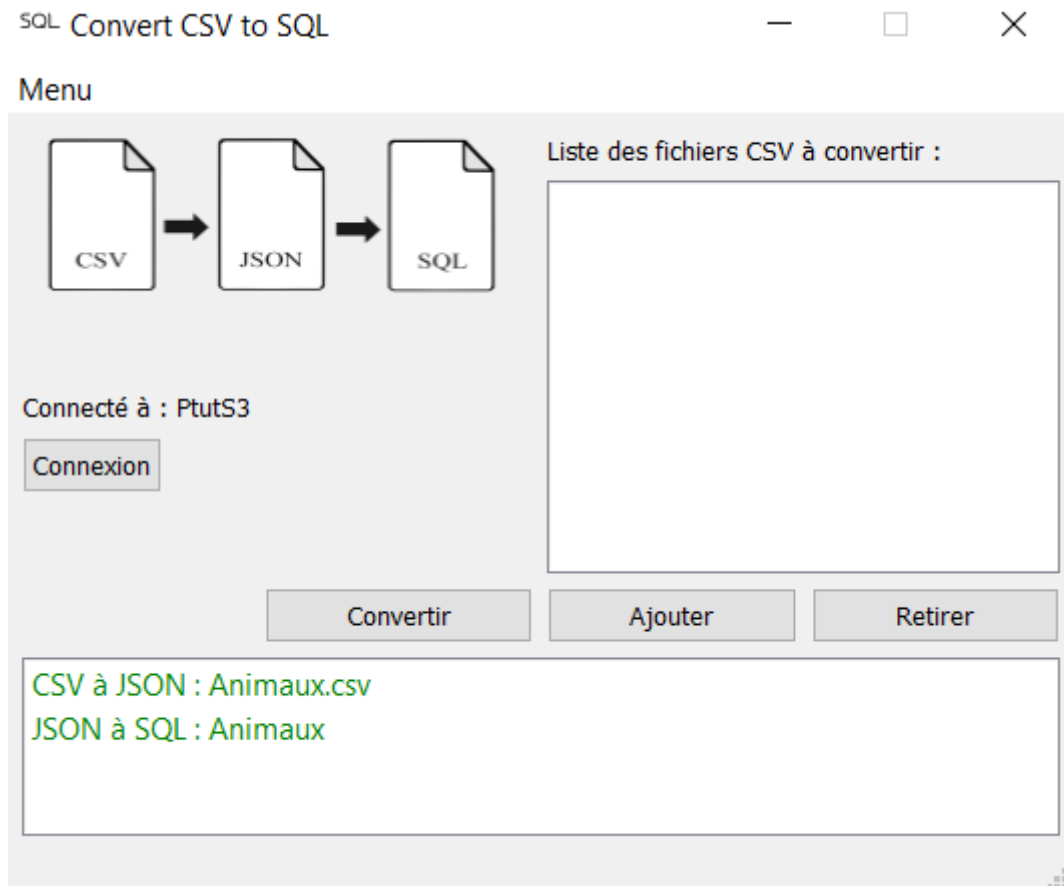 SQL Convert CSV to SQL
Menu
CSV
JSON
SQL
Liste des fichiers CSV à convertir :
Connecté à : PtutS3
Connexion
Convertir
Ajouter
Retirer
CSV à JSON : Animaux.csv
JSON à SQL : Animaux